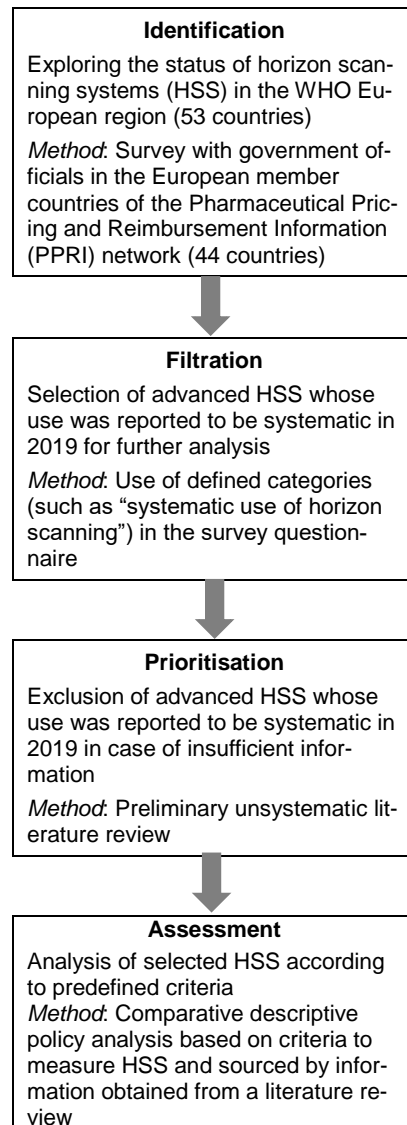 Identification
Exploring the status of horizon scan-
ning systems (HSS) in the WHO Eu-
ropean region (53 countries)
Method: Survey with government of-
ficials in the European member
countries of the Pharmaceutical Pric-
ing and Reimbursement Information
(PPRI) network (44 countries)
Filtration
Selection of advanced HSS whose
use was reported to be systematic in
2019 for further analysis
Method: Use of defined categories
(such as “systematic use of horizon
scanning”) in the survey question-
naire
Prioritisation
Exclusion of advanced HSS whose
use was reported to be systematic in
2019 in case of insufficient infor-
mation
Method: Preliminary unsystematic lit-
erature review
Assessment
Analysis of selected HSS according
to predefined criteria
Method: Comparative descriptive
policy analysis based on criteria to
measure HSS and sourced by infor-
mation obtained from a literature re-
view